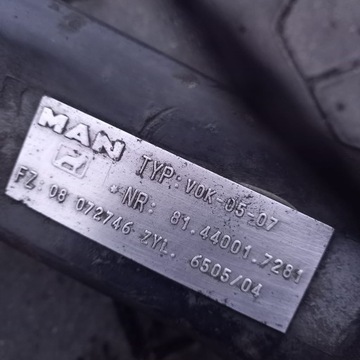 MAN TYP: VOK-05-07
*NR: 81.44001.7281
FZ: 08 072746 ZYL. 6505/04